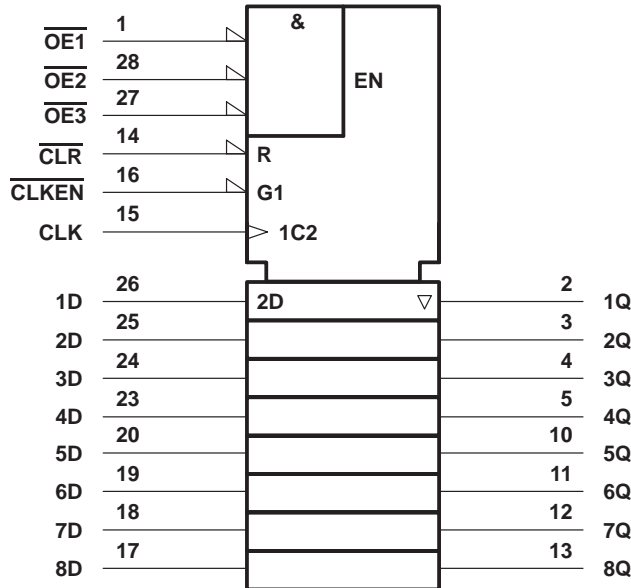 1
&
OE1
28
OE2
EN
27
OE3
14
CLR
R
16
CLKEN
G1
15
CLK
1C2
26
2
1D
2D
1Q
25
3
2D
2Q
24
4
3D
3Q
23
5
4D
4Q
20
10
5D
5Q
19
11
6D
6Q
18
12
7D
7Q
17
13
8D
8Q